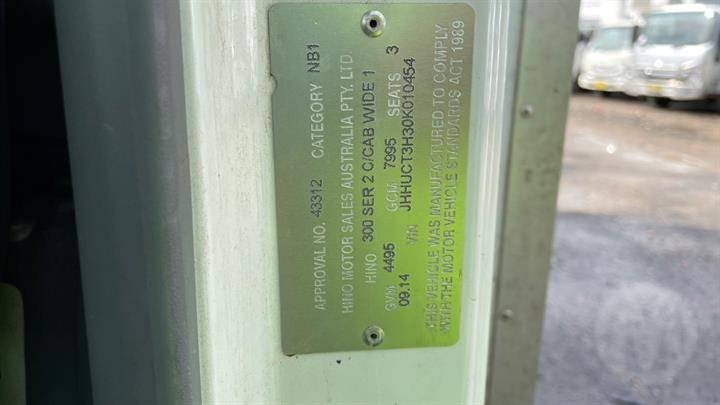 APPROVAL NO. 43312 CATEGORY NB1
HINO MOTOR SALES AUSTRALIA PTY. LTD.
HINO 300 SER 2 C/CAB WIDE 1
GVM 4495 GCM 7995 SEATS 3
09.14 VIN JHHUCT3H30K010454
THIS VEHICLE WAS MANUFACTURED TO COMPLY
WITH THE MOTOR VEHICLE STANDARDS ACT 1989